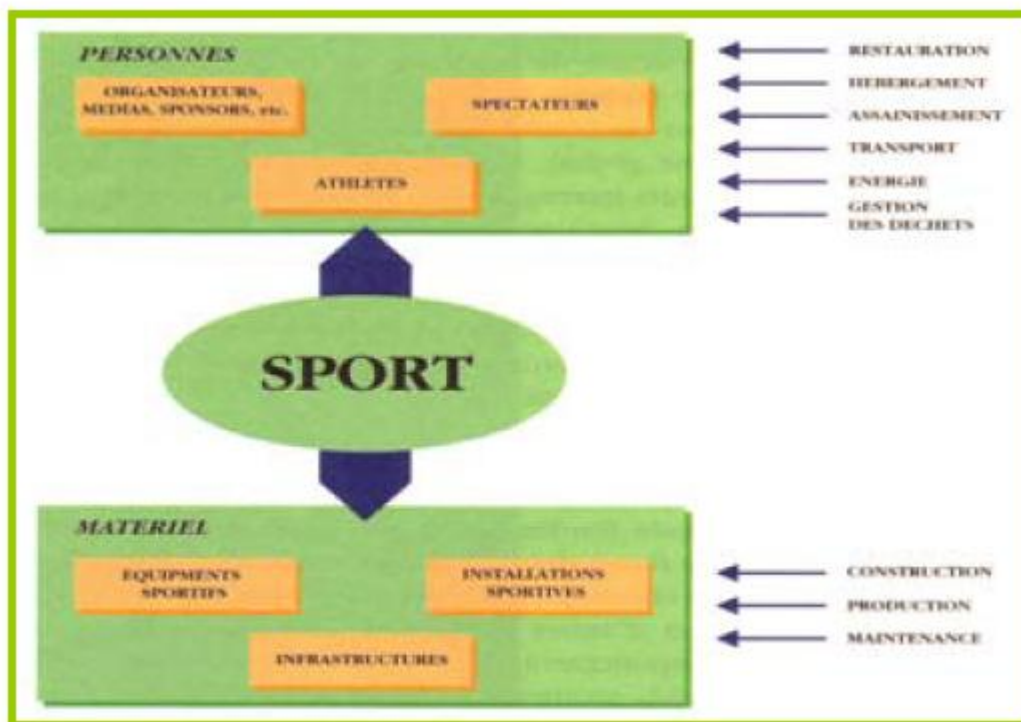 PERSONNES
ORGANISATEURS,
MEDIAS, SPONSORS, etc.
SPECTATEURS
ATHLETES
RESTAURATION
HEBERGEMENT
ASSAINISSEMENT
TRANSPORT
ENERGIE
GESTION
DES DECHETS
SPORT
MATERIEL
EQUIPMENTS
SPORTIFS
INSTALLATIONS
SPORTIVES
INFRASTRUCTURES
CONSTRUCTION
PRODUCTION
MAINTENANCE